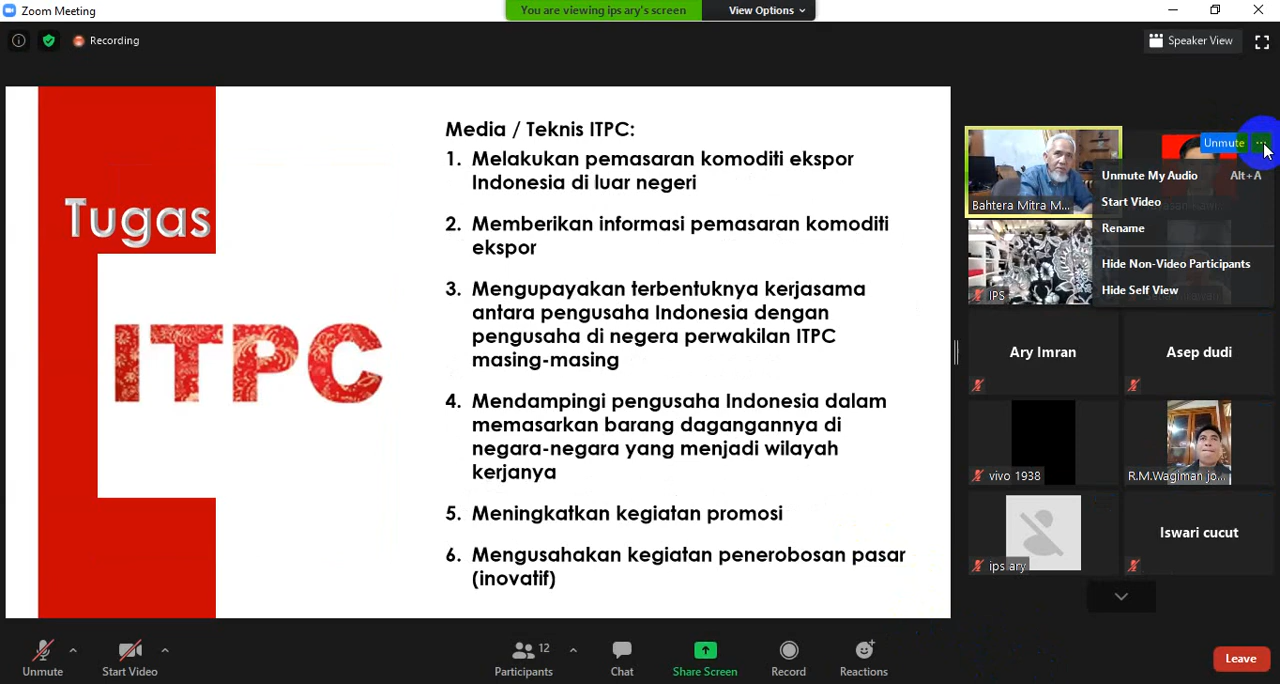 Zoom Meeting
You are viewing ips ary's screen
View Options
Recording
Speaker View
Tugas
ITPC
Media / Teknis ITPC:
1. Melakukan pemasaran komoditi ekspor
Indonesia di luar negeri
2. Memberikan informasi pemasaran komoditi
ekspor
3. Mengupayakan terbentuknya kerjasama
antara pengusaha Indonesia dengan
pengusaha di negera perwakilan ITPC
masing-masing
4. Mendampingi pengusaha Indonesia dalam
memasarkan barang dagangannya di
negara-negara yang menjadi wilayah
kerjanya
5. Meningkatkan kegiatan promosi
6. Mengusahakan kegiatan penerobosan pasar
(inovatif)
Bahtera Mitra M...
Unmute
...
Unmute My Audio Alt+A
Start Video
Rename
Hide Non-Video Participants
Hide Self View
IPS
Ary Imran
Asep dudi
vivo 1938
R.M.Wagiman jo...
ips ary
Iswari cucut
Unmute
Start Video
12
Participants
Chat
Share Screen
Record
Reactions
Leave